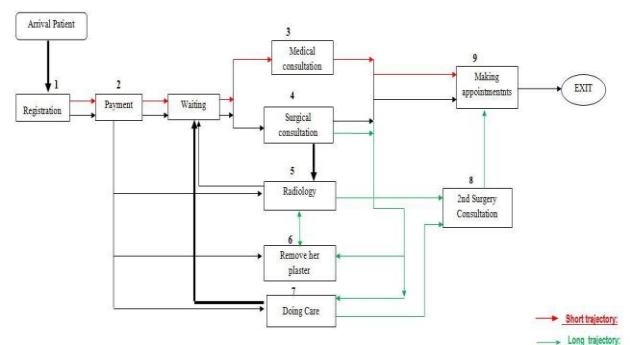 Arrival Patient
1
Registration
2
Payment
Waiting
3
Medical
consultation
4
Surgical
consultation
5
Radiology
6
Remove her
plaster
7
Doing Care
8
2nd Surgery
Consultation
9
Making
appointmentnts
EXIT
Short trajectory:
Long trajectory: